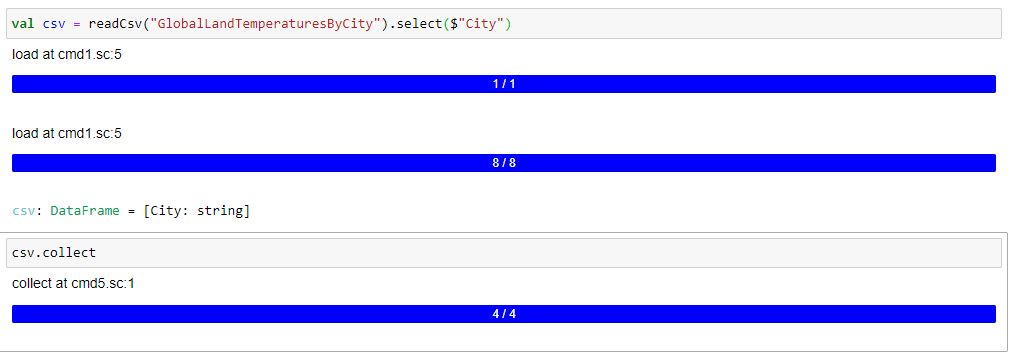 val csv = readCsv("GlobalLandTemperaturesByCity").select($"City")
load at cmd1.sc:5
1 / 1
load at cmd1.sc:5
8 / 8
csv: DataFrame = [City: string]
csv.collect
collect at cmd5.sc:1
4 / 4